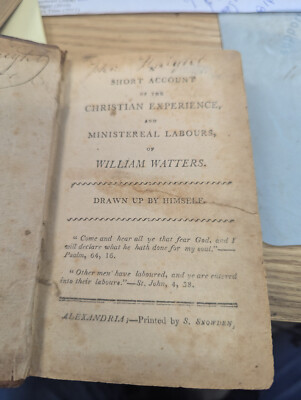 SHORT ACCOUNT
OF THE
CHRISTIAN EXPERIENCE,
AND
MINISTEREAL LABOURS,
OF
WILLIAM WATTERS.
DRAWN UP BY HIMSELF.
"Come and hear all ye that fear God, and I
will declare what he hath done for my soul."—
Psalm, 64, 16.
"Other men have laboured, and ye are entered
into their labours."—St. John, 4, 38.
ALEXANDRIA;—Printed by S. SNOWDEN,